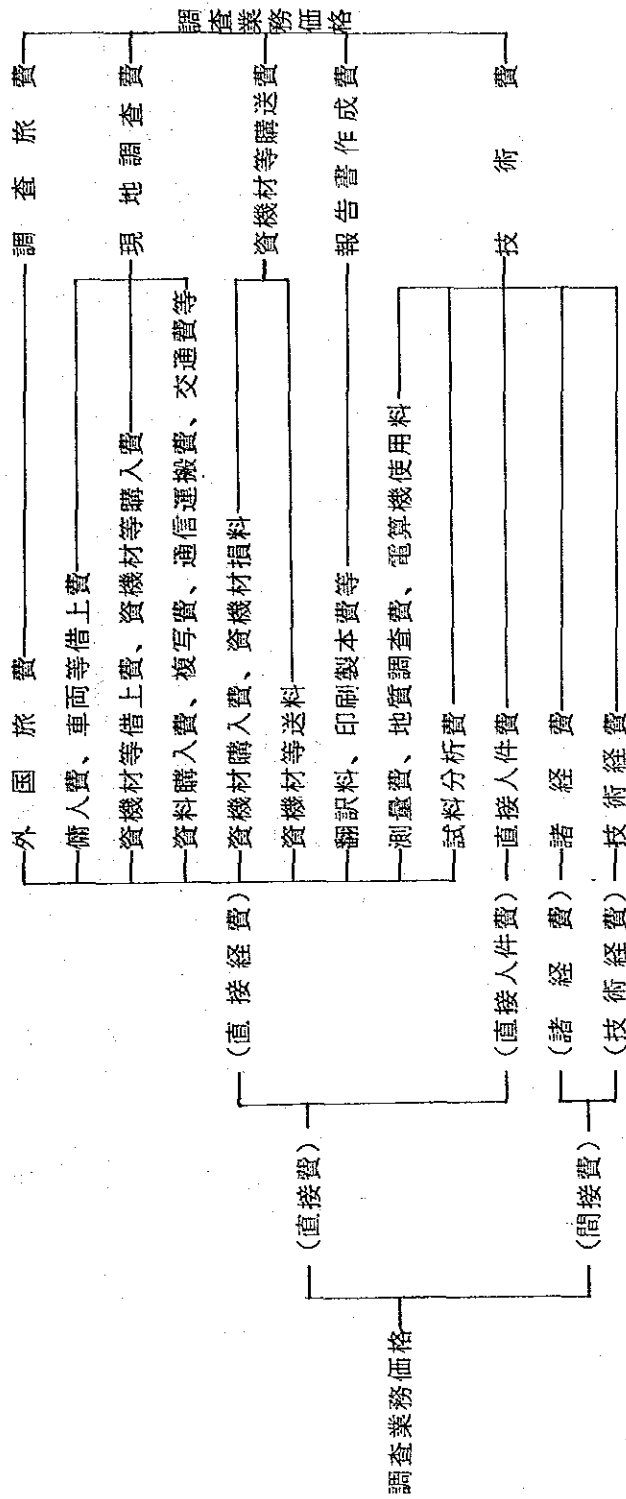 調査業務価格
(直接費)
(間接費)
(直接経費)
(直接人件費)
(諸経費)
(技術経費)
外国旅費
傭人費、車両等借上費
資機材等借上費、資機材等購入費
資料購入費、複写費、通信運搬費、交通費等
資機材購入費、資機材損料
資機材等送料
翻訳料、印刷製本費等
測量費、地質調査費、電算機使用料
試料分析費
直接人件費
諸経費
技術経費
調査旅費
現地調査費
資機材等購送費
報告書作成費
技術費
調査業務価格